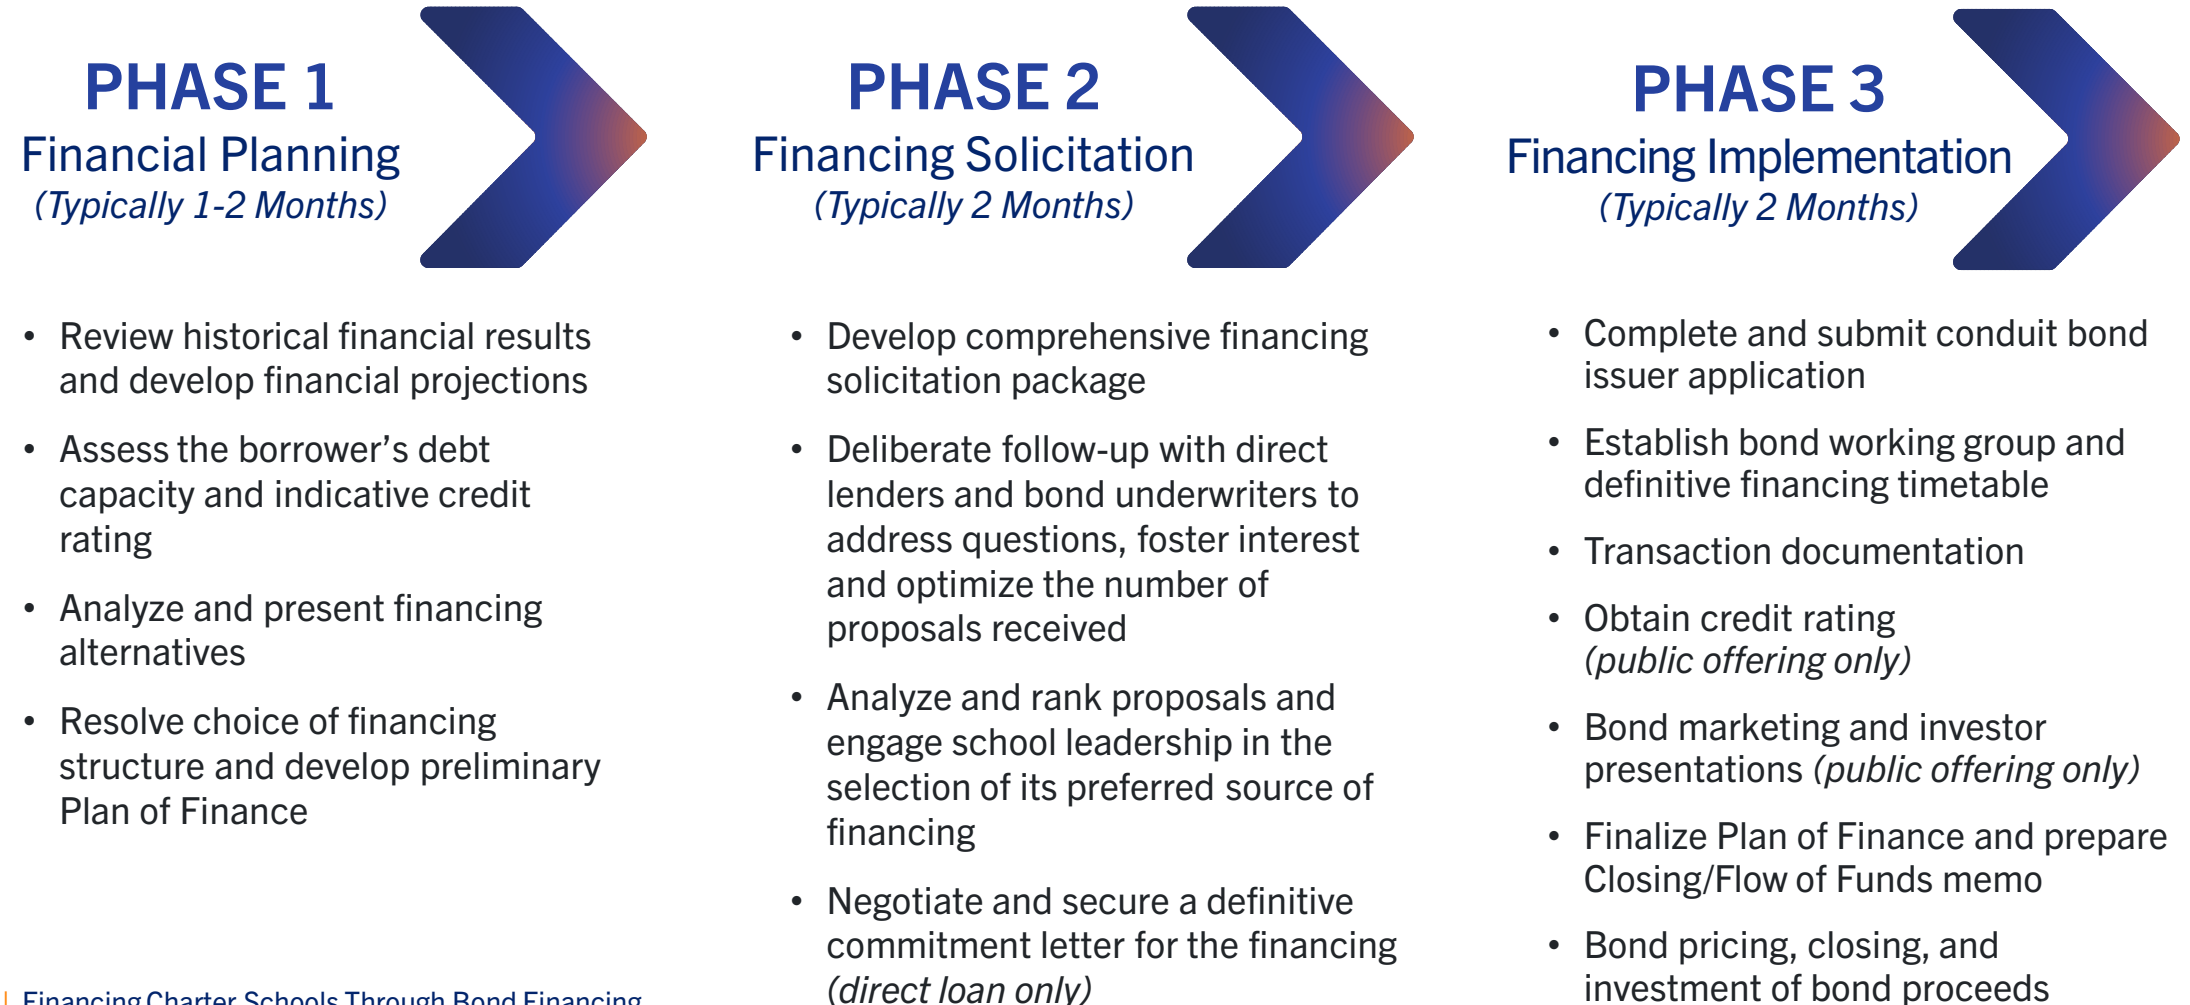 PHASE 1
Financial Planning
(Typically 1-2 Months)
• Review historical financial results
and develop financial projections
• Assess the borrower’s debt
capacity and indicative credit
rating
• Analyze and present financing
alternatives
• Resolve choice of financing
structure and develop preliminary
Plan of Finance
PHASE 2
Financing Solicitation
(Typically 2 Months)
• Develop comprehensive financing
solicitation package
• Deliberate follow-up with direct
lenders and bond underwriters to
address questions, foster interest
and optimize the number of
proposals received
• Analyze and rank proposals and
engage school leadership in the
selection of its preferred source of
financing
• Negotiate and secure a definitive
commitment letter for the financing
(direct loan only)
PHASE 3
Financing Implementation
(Typically 2 Months)
• Complete and submit conduit bond
issuer application
• Establish bond working group and
definitive financing timetable
• Transaction documentation
• Obtain credit rating
(public offering only)
• Bond marketing and investor
presentations (public offering only)
• Finalize Plan of Finance and prepare
Closing/Flow of Funds memo
• Bond pricing, closing, and
investment of bond proceeds
| Financing Charter Schools Through Bond Financing